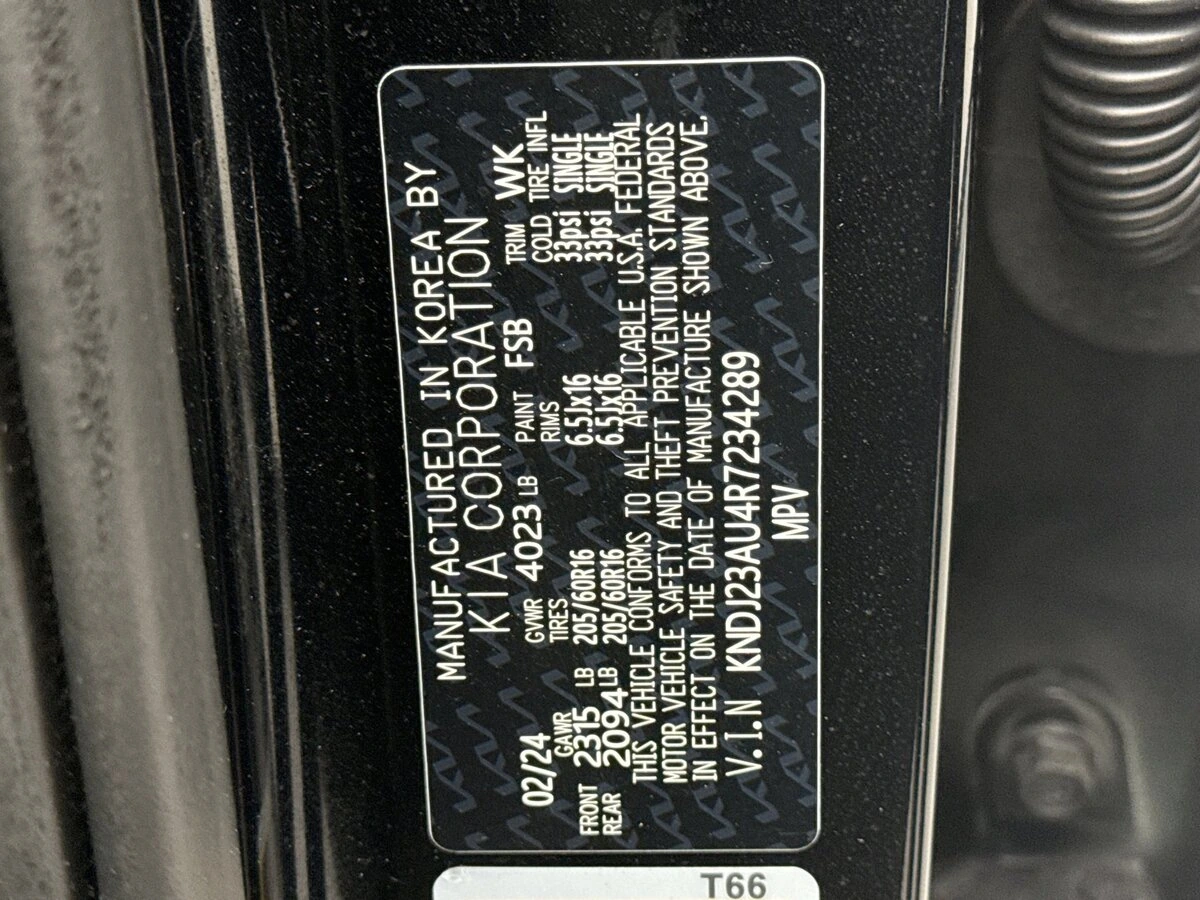 MANUFACTURED IN KOREA BY
KIA CORPORATION
02/24 GVWR 4023 LB PAINT FSB TRIM WK
GAWR TIRES RIMS COLD TIRE INFL
FRONT 2315 LB 205/60R16 6.5Jx16 33psi SINGLE
REAR 2094 LB 205/60R16 6.5Jx16 33psi SINGLE
THIS VEHICLE CONFORMS TO ALL APPLICABLE U.S.A. FEDERAL
MOTOR VEHICLE SAFETY AND THEFT PREVENTION STANDARDS
IN EFFECT ON THE DATE OF MANUFACTURE SHOWN ABOVE.
V.I.N KNDJ23AU4R7234289
MPV
T66